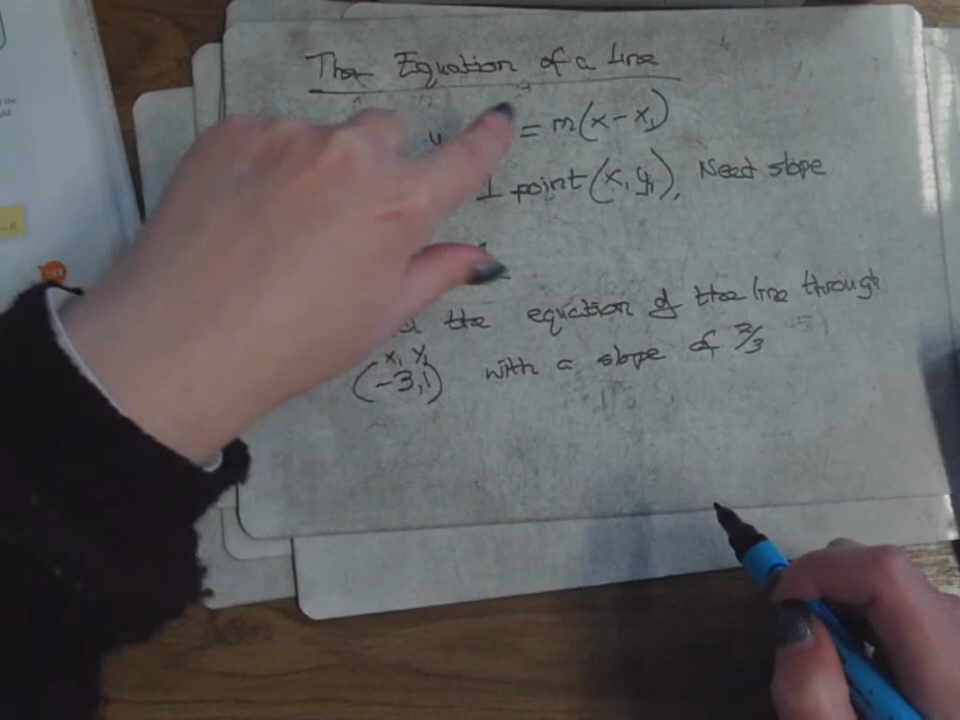 The Equation of a Line
y = m(x - x₁)
1 point (x₁ y₁), Need slope
the equation of the line through
x₁ y₁
(-3,1) with a slope of 2/3